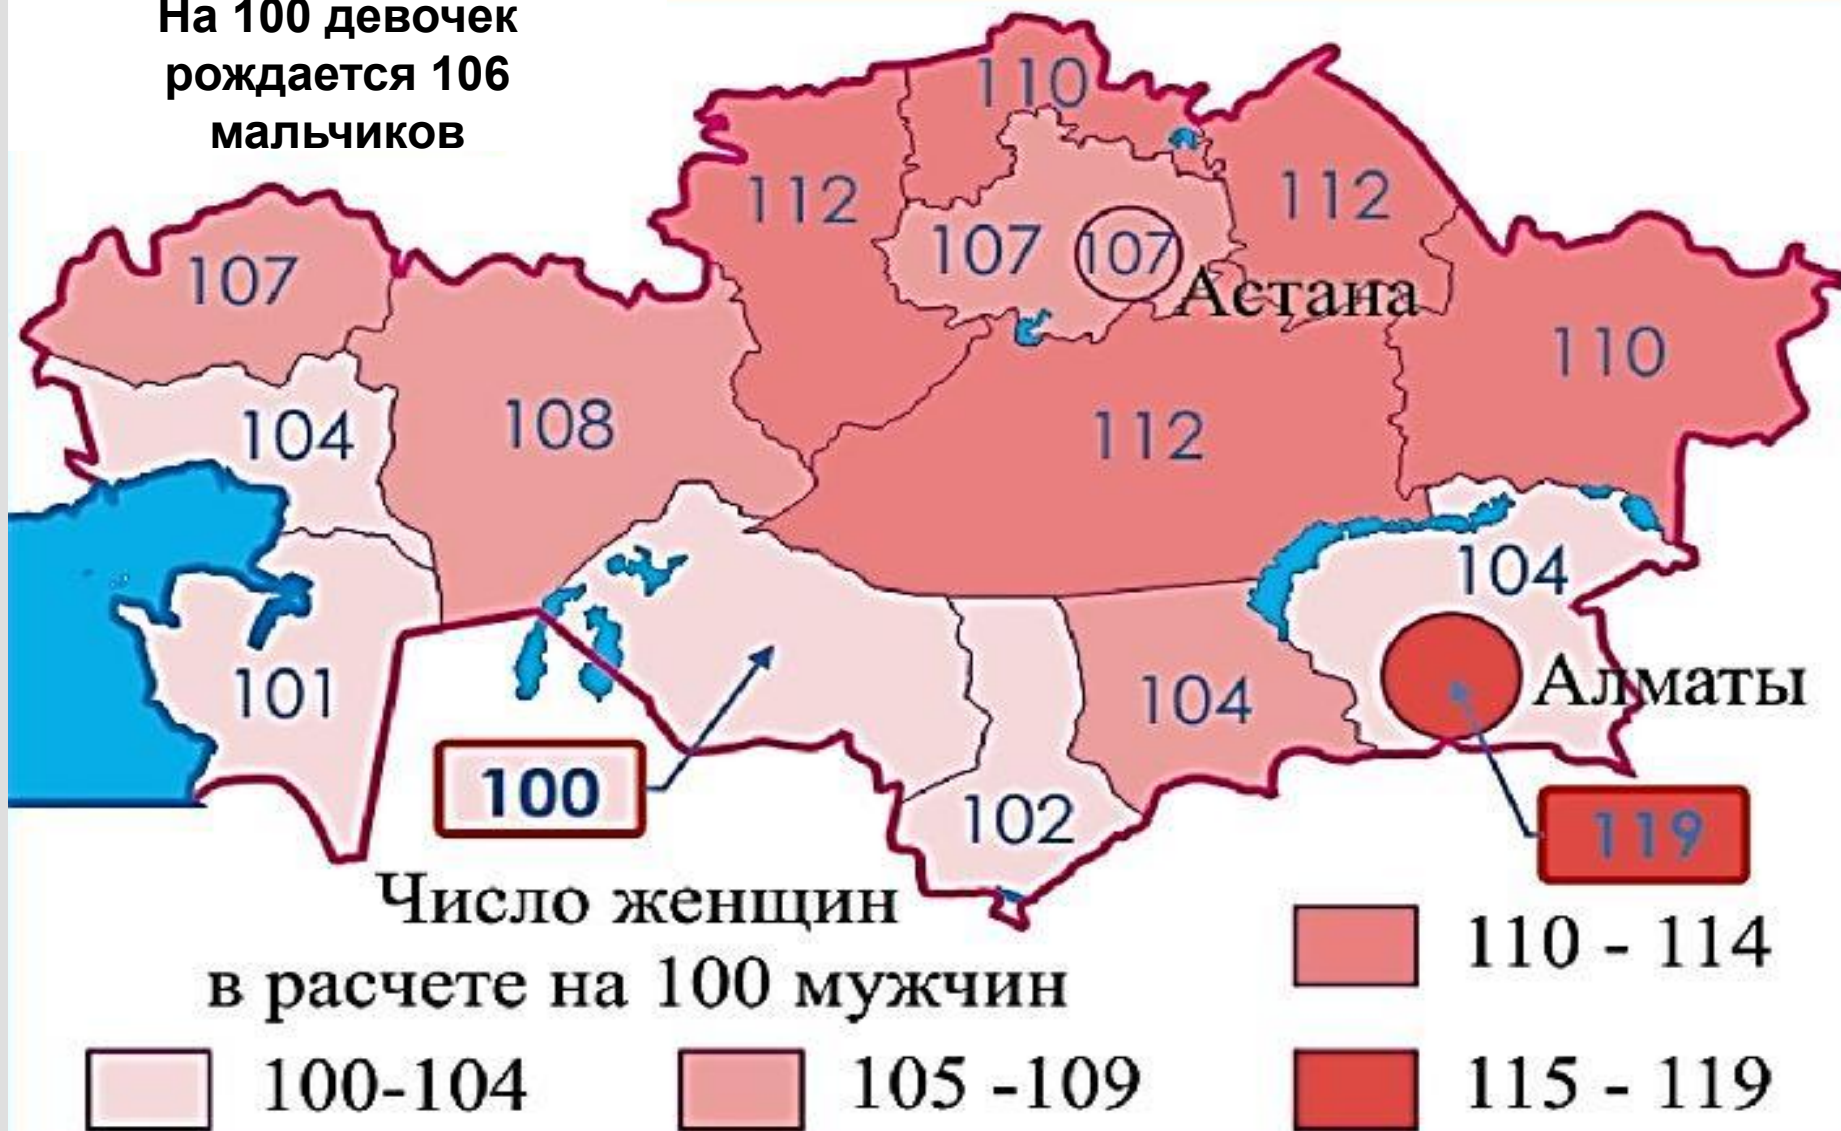 На 100 девочек
рождается 106
мальчиков
110
112
112
107
107
107
Астана
110
104
108
112
104
101
104
Алматы
100
102
119
Число женщин
в расчете на 100 мужчин
110 - 114
100-104
105 -109
115 - 119